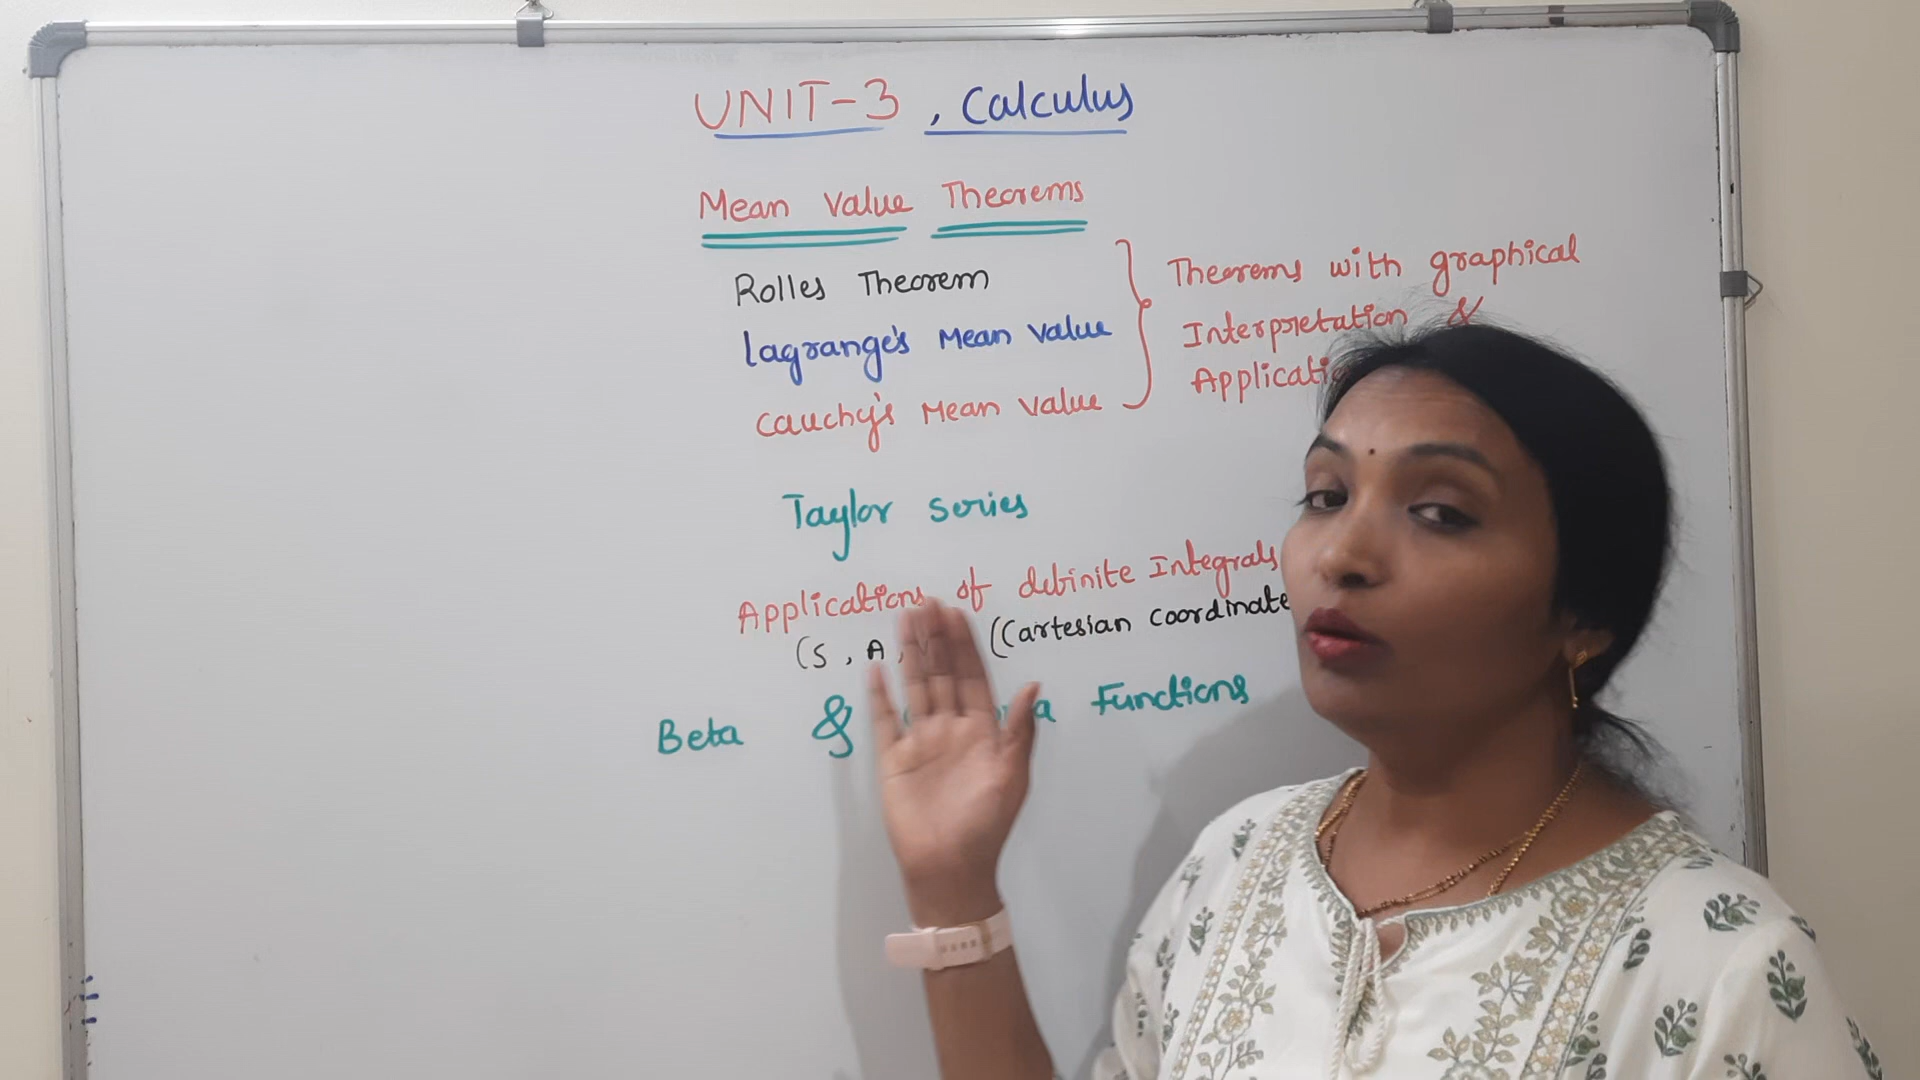 UNIT-3 , Calculus
Mean Value Theorems
Rolles Theorem
Lagrange's Mean Value
Cauchy's Mean Value
Theorems with graphical
Interpretation &
Taylor Series
Applications of definite Integrals
(S , A , (Cartesian Coordinate
Beta & Functions